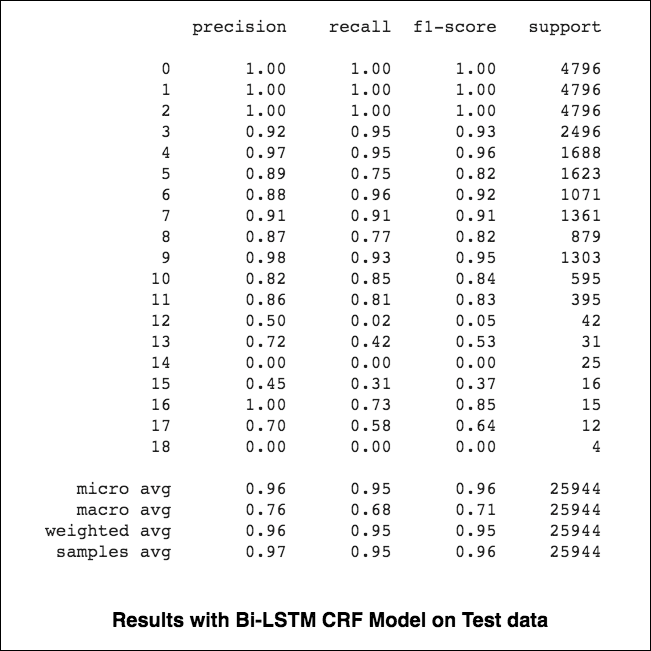 precision recall f1-score support
0 1.00 1.00 1.00 4796
1 1.00 1.00 1.00 4796
2 1.00 1.00 1.00 4796
3 0.92 0.95 0.93 2496
4 0.97 0.95 0.96 1688
5 0.89 0.75 0.82 1623
6 0.88 0.96 0.92 1071
7 0.91 0.91 0.91 1361
8 0.87 0.77 0.82 879
9 0.98 0.93 0.95 1303
10 0.82 0.85 0.84 595
11 0.86 0.81 0.83 395
12 0.50 0.02 0.05 42
13 0.72 0.42 0.53 31
14 0.00 0.00 0.00 25
15 0.45 0.31 0.37 16
16 1.00 0.73 0.85 15
17 0.70 0.58 0.64 12
18 0.00 0.00 0.00 4
micro avg 0.96 0.95 0.96 25944
macro avg 0.76 0.68 0.71 25944
weighted avg 0.96 0.95 0.95 25944
samples avg 0.97 0.95 0.96 25944
Results with Bi-LSTM CRF Model on Test data